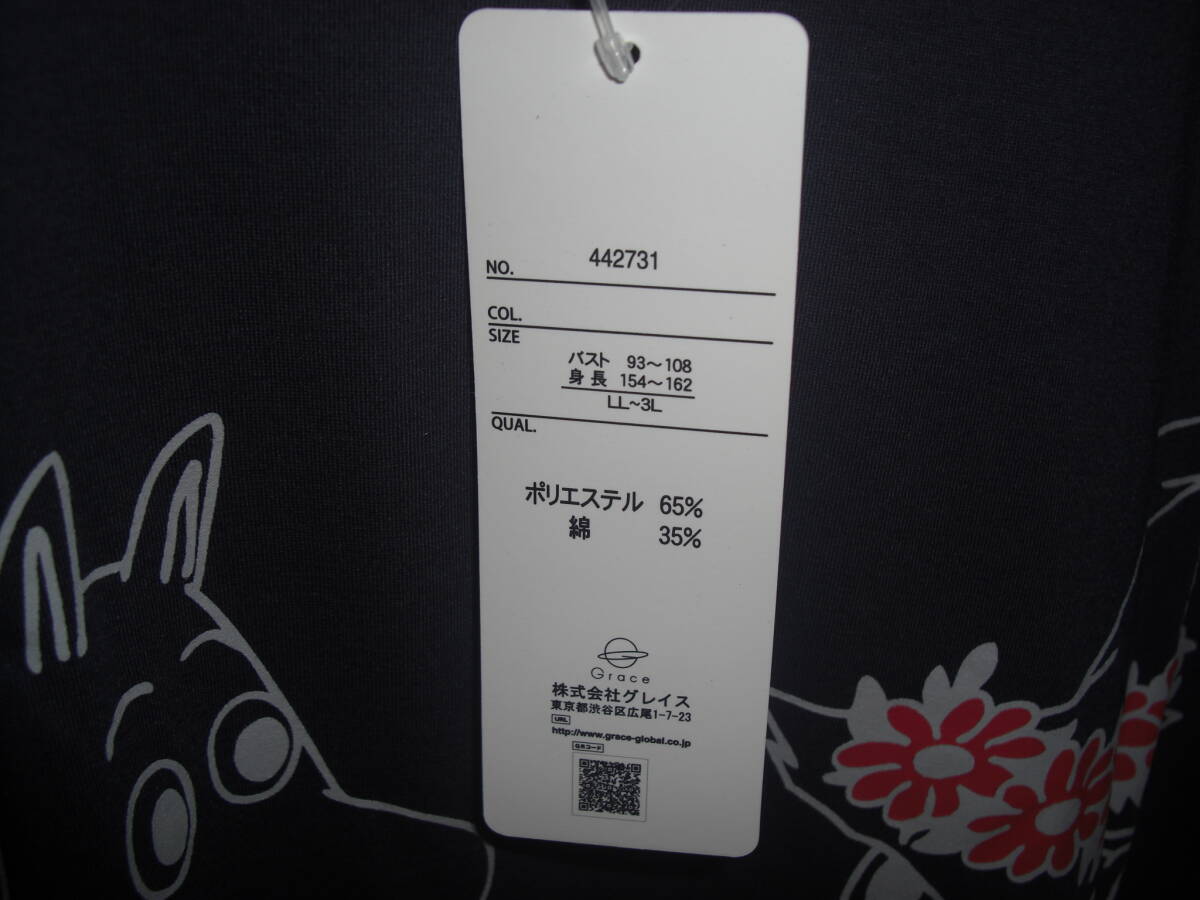 NO. 442731
COL.
SIZE
バスト 93～108
身長 154～162
LL～3L
QUAL.
ポリエステル 65%
綿 35%
Grace
株式会社グレイス
東京都渋谷区広尾1-7-23
URL
http://www.grace-global.co.jp
QRコード